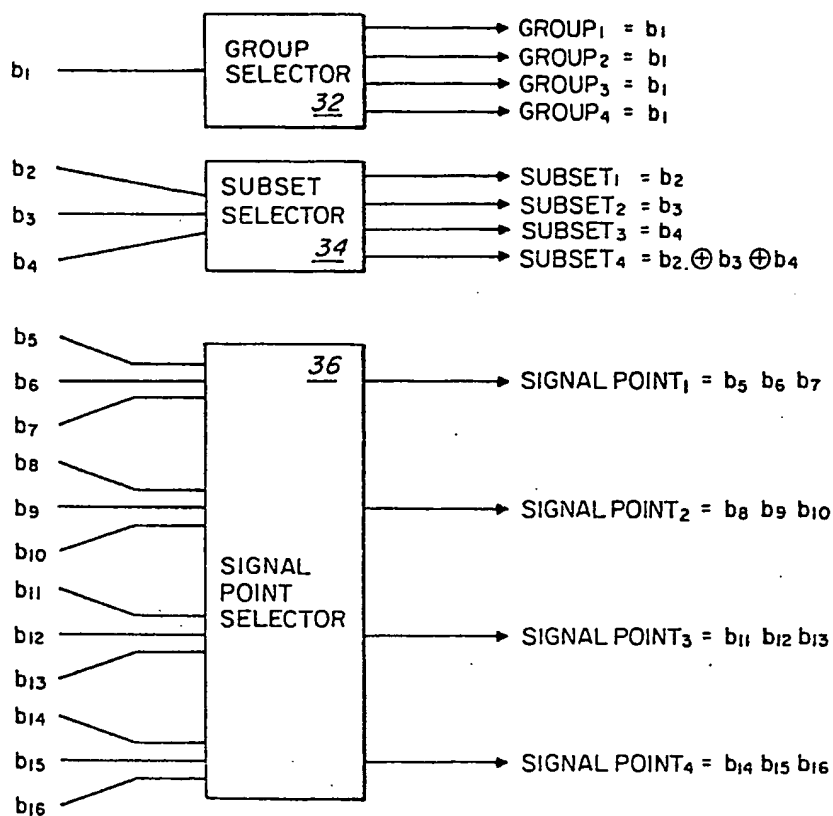 b₁
GROUP
SELECTOR
32
GROUP₁ = b₁
GROUP₂ = b₁
GROUP₃ = b₁
GROUP₄ = b₁
b₂
b₃
b₄
SUBSET
SELECTOR
34
SUBSET₁ = b₂
SUBSET₂ = b₃
SUBSET₃ = b₄
SUBSET₄ = b₂ ⊕ b₃ ⊕ b₄
b₅
b₆
b₇
b₈
b₉
b₁₀
b₁₁
b₁₂
b₁₃
b₁₄
b₁₅
b₁₆
36
SIGNAL
POINT
SELECTOR
SIGNAL POINT₁ = b₅ b₆ b₇
SIGNAL POINT₂ = b₈ b₉ b₁₀
SIGNAL POINT₃ = b₁₁ b₁₂ b₁₃
SIGNAL POINT₄ = b₁₄ b₁₅ b₁₆